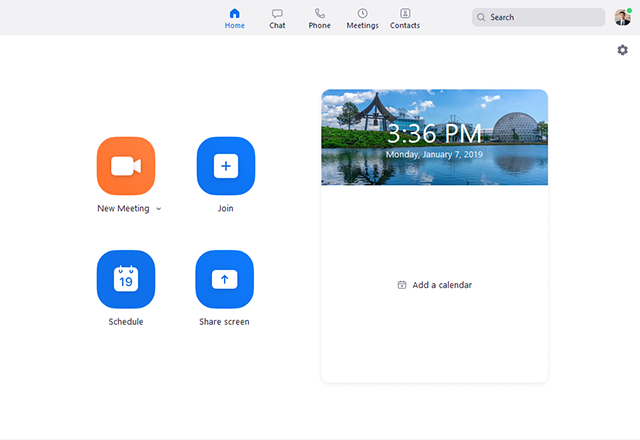 Home
Chat
Phone
Meetings
Contacts
Search
3:36 PM
Monday, January 7, 2019
New Meeting
Join
19
Schedule
Share screen
Add a calendar